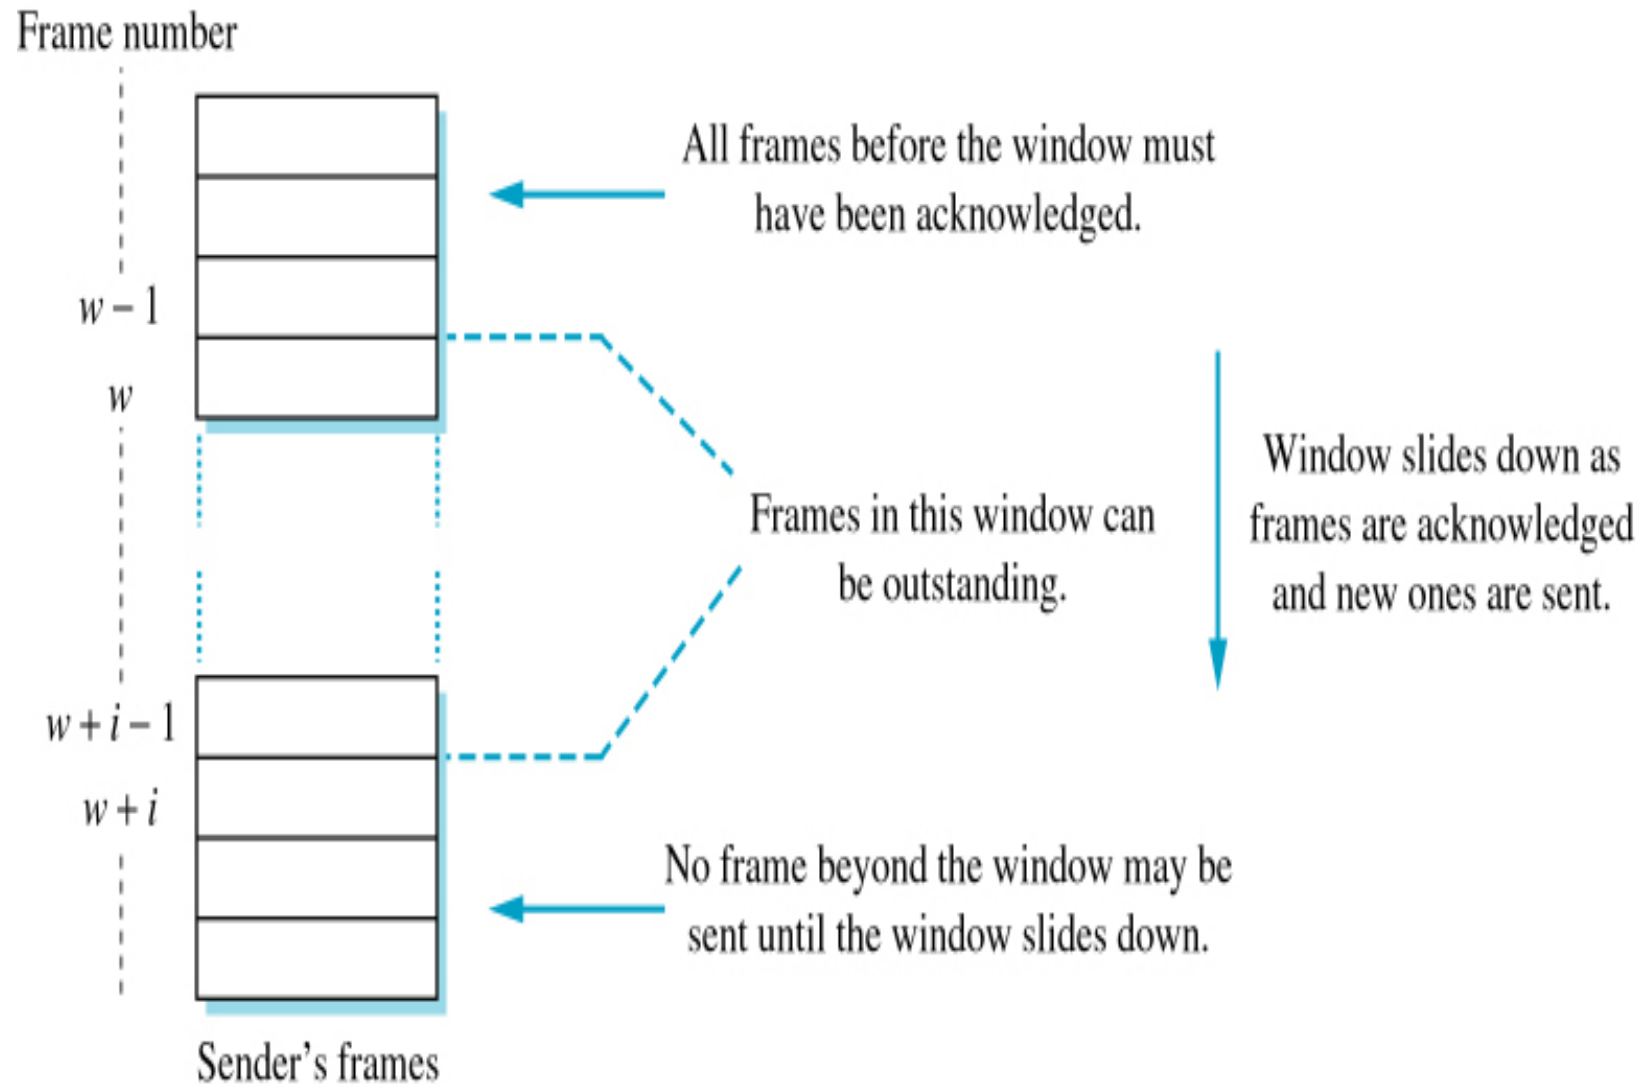 Frame number
All frames before the window must
have been acknowledged.
w – 1
w
Frames in this window can
be outstanding.
Window slides down as
frames are acknowledged
and new ones are sent.
w + i – 1
w + i
No frame beyond the window may be
sent until the window slides down.
Sender’s frames